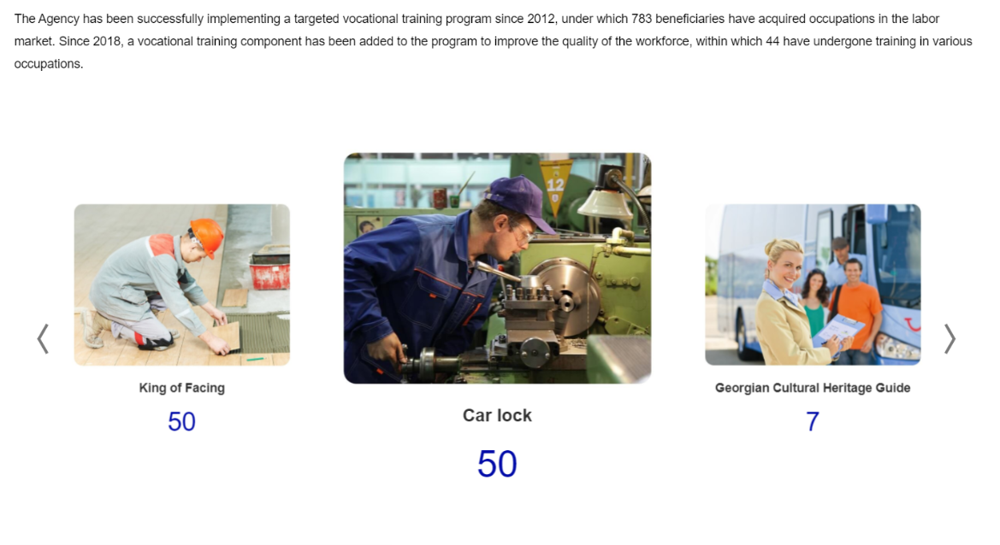 The Agency has been successfully implementing a targeted vocational training program since 2012, under which 783 beneficiaries have acquired occupations in the labor
market. Since 2018, a vocational training component has been added to the program to improve the quality of the workforce, within which 44 have undergone training in various
occupations.
12
King of Facing
50
Car lock
50
Georgian Cultural Heritage Guide
7